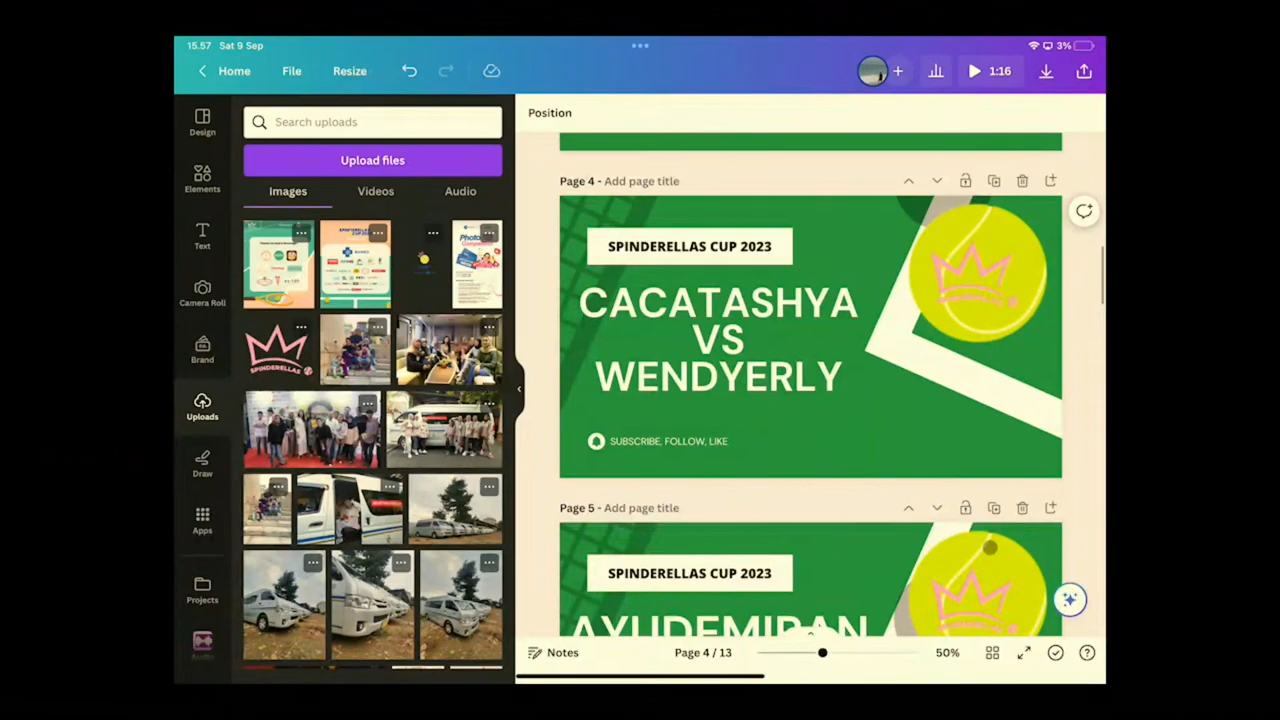 15.57 Sat 9 Sep
3%
Home
File
Resize
1:16
Design
Elements
Text
Camera Roll
Brand
Uploads
Draw
Apps
Projects
Audio
Search uploads
Upload files
Images
Videos
Audio
SPINDERELLAS
Position
Page 4 - Add page title
SPINDERELLAS CUP 2023
CACATASHYA
VS
WENDYERLY
SUBSCRIBE, FOLLOW, LIKE
Page 5 - Add page title
SPINDERELLAS CUP 2023
AYUDEMIRAN
Notes
Page 4 / 13
50%